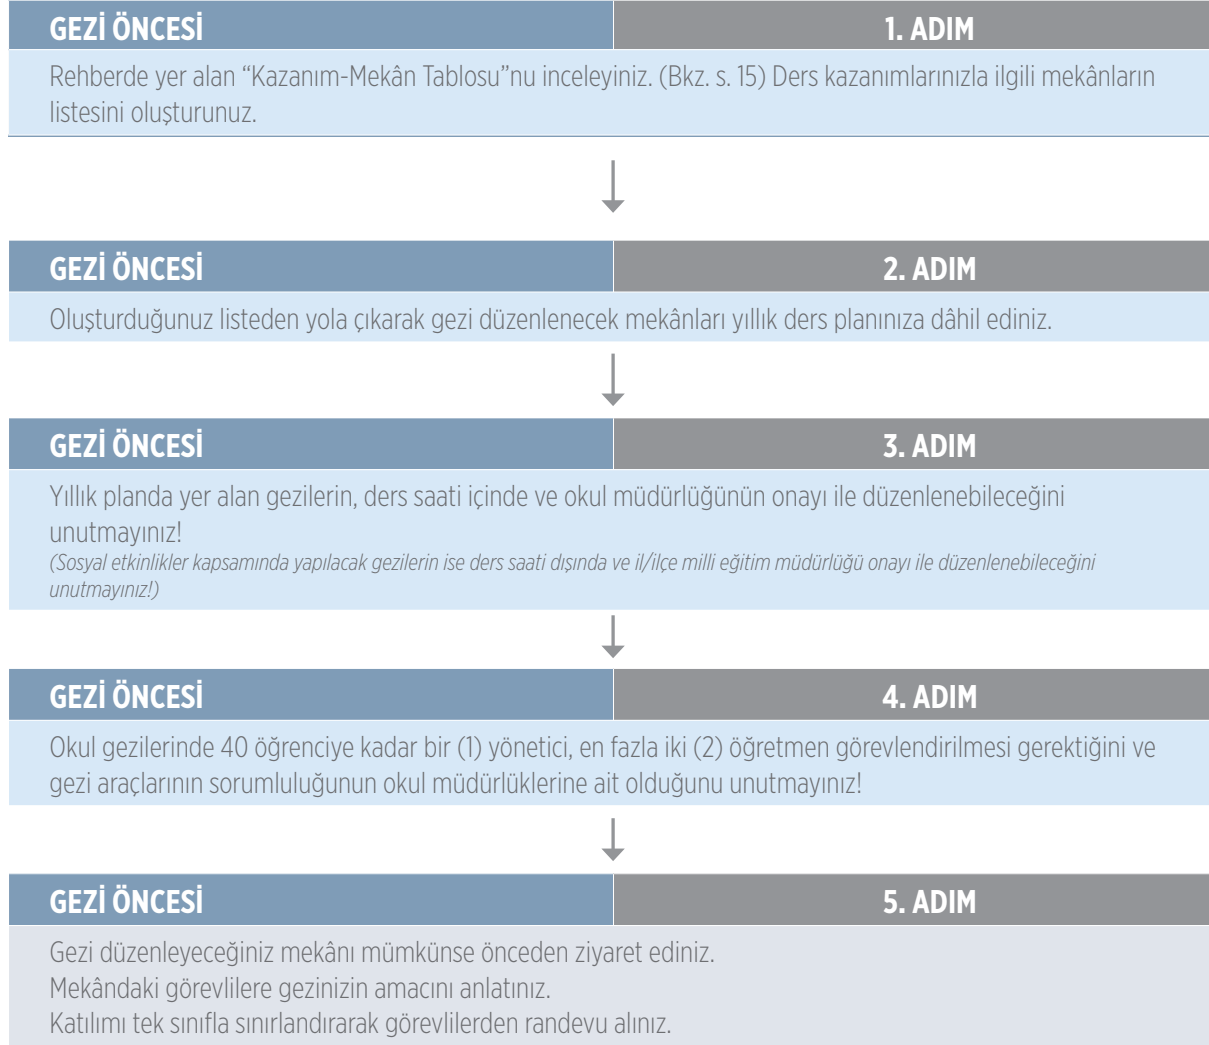 GEZİ ÖNCESİ 1. ADIM
Rehberde yer alan “Kazanım-Mekân Tablosu”nu inceleyiniz. (Bkz. s. 15) Ders kazanımlarınızla ilgili mekânların
listesini oluşturunuz.
GEZİ ÖNCESİ 2. ADIM
Oluşturduğunuz listeden yola çıkarak gezi düzenlenecek mekânları yıllık ders planınıza dâhil ediniz.
GEZİ ÖNCESİ 3. ADIM
Yıllık planda yer alan gezilerin, ders saati içinde ve okul müdürlüğünün onayı ile düzenlenebileceğini
unutmayınız!
(Sosyal etkinlikler kapsamında yapılacak gezilerin ise ders saati dışında ve il/ilçe milli eğitim müdürlüğü onayı ile düzenlenebileceğini
unutmayınız!)
GEZİ ÖNCESİ 4. ADIM
Okul gezilerinde 40 öğrenciye kadar bir (1) yönetici, en fazla iki (2) öğretmen görevlendirilmesi gerektiğini ve
gezi araçlarının sorumluluğunun okul müdürlüklerine ait olduğunu unutmayınız!
GEZİ ÖNCESİ 5. ADIM
Gezi düzenleyeceğiniz mekânı mümkünse önceden ziyaret ediniz.
Mekândaki görevlilere gezinizin amacını anlatınız.
Katılımı tek sınıfla sınırlandırarak görevlilerden randevu alınız.